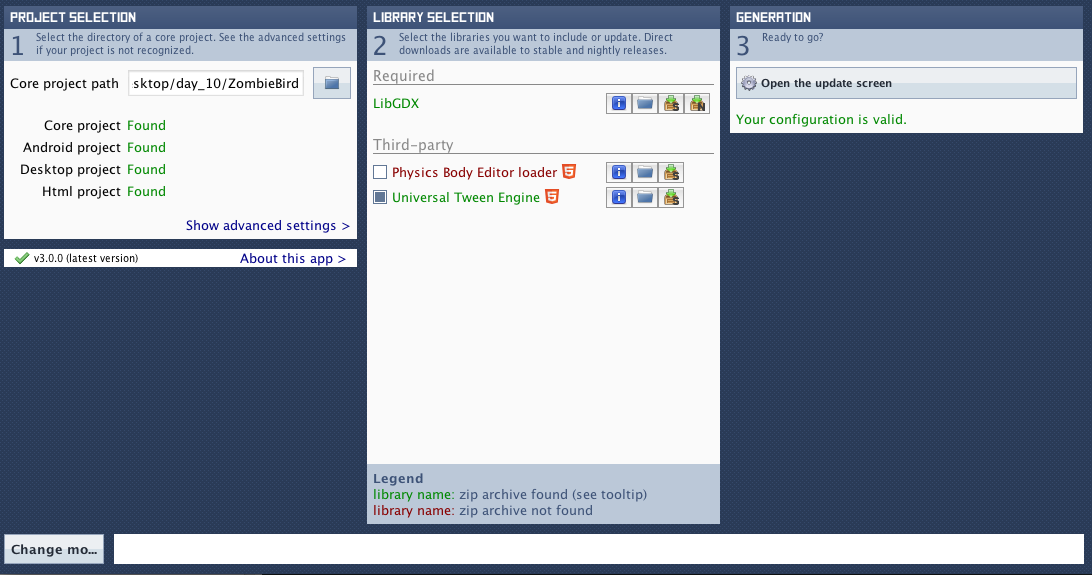 PROJECT SELECTION
1
Select the directory of a core project. See the advanced settings
if your project is not recognized.
Core project path sktop/day_10/ZombieBird
Core project Found
Android project Found
Desktop project Found
Html project Found
Show advanced settings >
v3.0.0 (latest version) About this app >
LIBRARY SELECTION
2
Select the libraries you want to include or update. Direct
downloads are available to stable and nightly releases.
Required
LibGDX
S
N
Third-party
Physics Body Editor loader
S
Universal Tween Engine
S
Legend
library name: zip archive found (see tooltip)
library name: zip archive not found
GENERATION
3
Ready to go?
Open the update screen
Your configuration is valid.
Change mo...